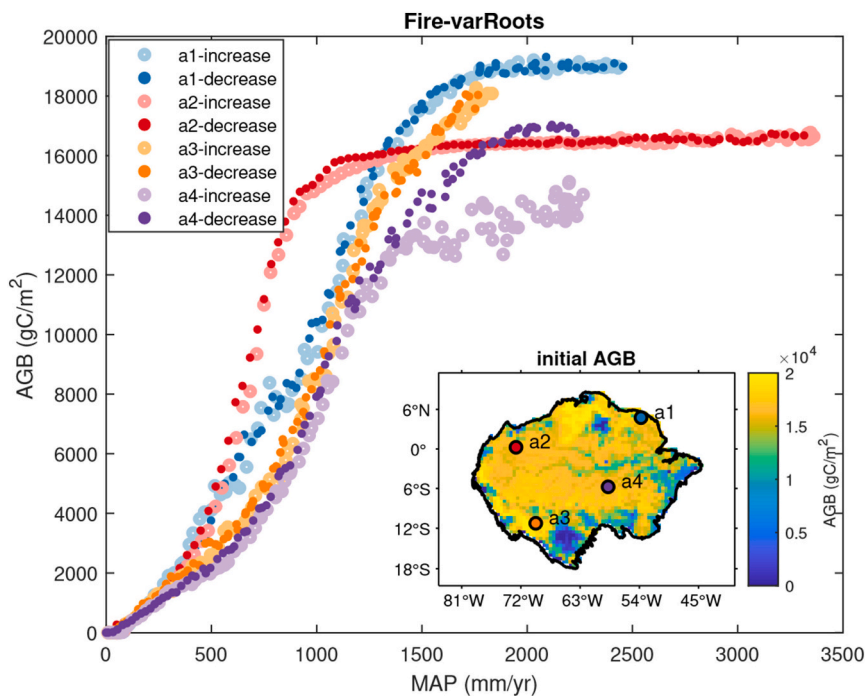 Fire-varRoots
20000
18000
16000
14000
12000
10000
8000
6000
4000
2000
0
AGB (gC/m²)
a1-increase
a1-decrease
a2-increase
a2-decrease
a3-increase
a3-decrease
a4-increase
a4-decrease
initial AGB
6°N
0°
6°S
12°S
18°S
a1
a2
a4
a3
81°W
72°W
63°W
54°W
45°W
×10⁴
2
1.5
1
0.5
0
AGB (gC/m²)
0
500
1000
1500
2000
2500
3000
3500
MAP (mm/yr)